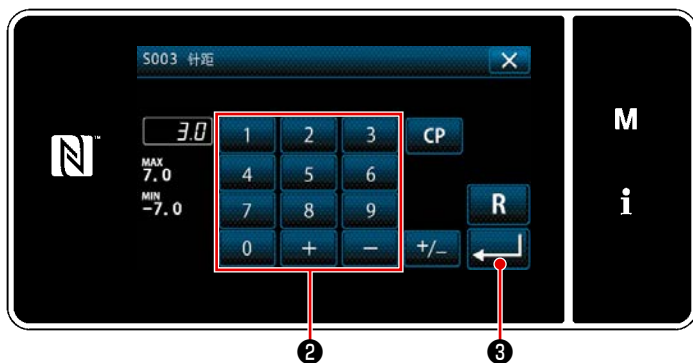 S003 针距
3.0 1 2 3 CP
M
MAX
7.0 4 5 6
MIN
-7.0 7 8 9 R
i
0 + − +/−
N
❷ ❸